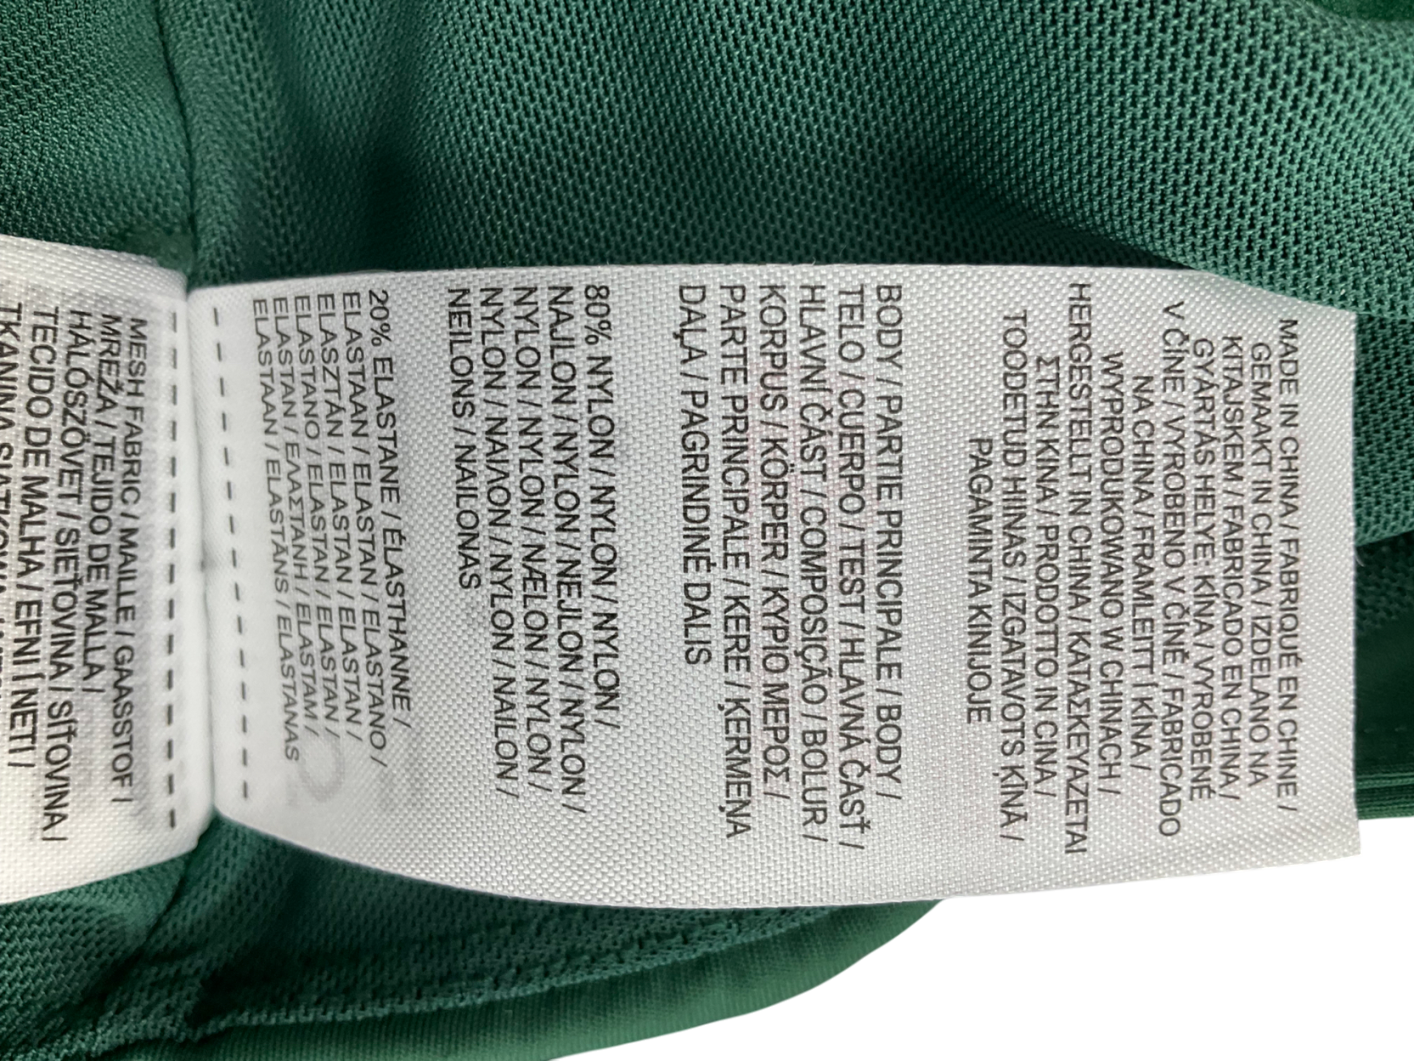 MADE IN CHINA / FABRIQUÉ EN CHINE /
GEMAAKT IN CHINA / IZDELANO NA
KITAJSKEM / FABRICADO EN CHINA /
GYÁRTÁS HELYE: KÍNA / VYROBENÉ
V ČÍNE / VYROBENO V ČÍNĚ / FABRICADO
NA CHINA / FRAMLEITT Í KÍNA /
WYPRODUKOWANO W CHINACH /
HERGESTELLT IN CHINA / ΚΑΤΑΣΚΕΥΑΖΕΤΑΙ
ΣΤΗΝ ΚΙΝΑ / PRODOTTO IN CINA /
TOODETUD HIINAS / IZGATAVOTS ĶĪNĀ /
PAGAMINTA KINIJOJE
BODY / PARTIE PRINCIPALE / BODY /
TELO / CUERPO / TEST / HLAVNÁ ČASŤ /
HLAVNÍ ČÁST / COMPOSIÇÃO / BOLUR /
KORPUS / KÖRPER / ΚΥΡΙΟ ΜΕΡΟΣ /
PARTE PRINCIPALE / KERE / ĶERMEŅA
DAĻA / PAGRINDINĖ DALIS
80% NYLON / NYLON / NYLON /
NAJLON / NYLON / NEJLON / NYLON /
NYLON / NYLON / NÆLON / NYLON /
NYLON / ΝΑΙΛΟΝ / NYLON / NAILON /
NEILONS / NAILONAS
20% ELASTANE / ÉLASTHANNE /
ELASTAAN / ELASTAN / ELASTANO /
ELASZTÁN / ELASTAN / ELASTAN /
ELASTANO / ELASTAN / ELASTAN /
ELASTAN / ΕΛΑΣΤΑΝΗ / ELASTAM /
ELASTAAN / ELASTĀNS / ELASTANAS
MESH FABRIC / MAILLE / GAASSTOF /
MREŽA / TEJIDO DE MALLA /
HÁLÓSZÖVET / SIEŤOVINA / SÍŤOVINA /
TECIDO DE MALHA / EFNI Í NETI /
TKANINA